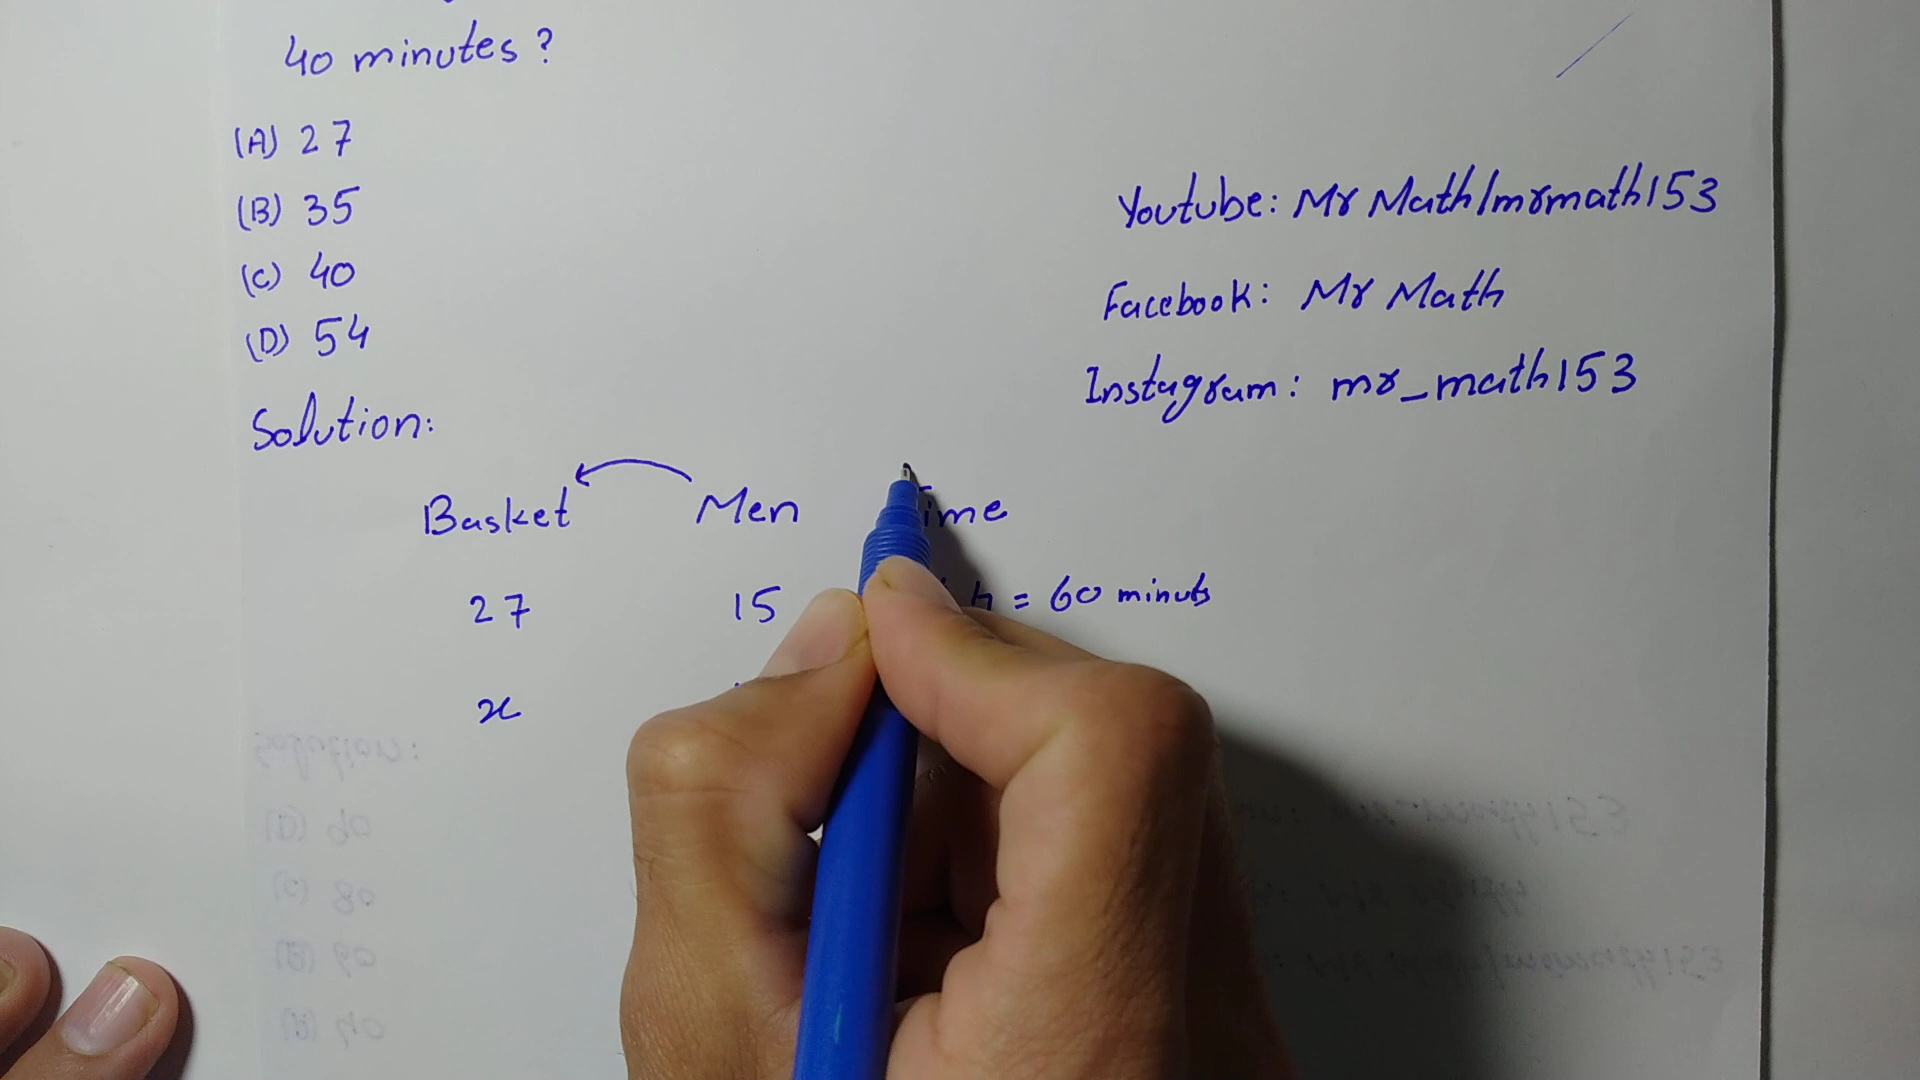 40 minutes?
(A) 27
(B) 35
(C) 40
(D) 54
Youtube: Mr Math/mrmath153
Facebook: Mr Math
Instagram: mr_math153
Solution:
Basket Men Time
27 15 h = 60 minuts
x